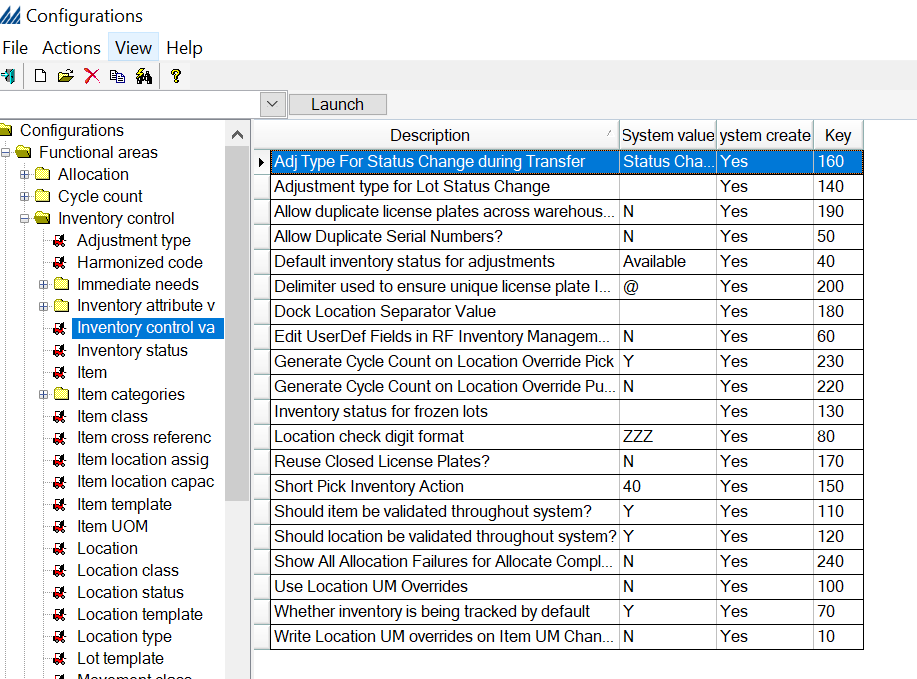 Configurations
File Actions View Help
Launch
Configurations
Functional areas
Allocation
Cycle count
Inventory control
Adjustment type
Harmonized code
Immediate needs
Inventory attribute v
Inventory control va
Inventory status
Item
Item categories
Item class
Item cross referenc
Item location assig
Item location capac
Item template
Item UOM
Location
Location class
Location status
Location template
Location type
Lot template
Movement class
Description System value ystem create Key
Adj Type For Status Change during Transfer Status Cha... Yes 160
Adjustment type for Lot Status Change Yes 140
Allow duplicate license plates across warehous... N Yes 190
Allow Duplicate Serial Numbers? N Yes 50
Default inventory status for adjustments Available Yes 40
Delimiter used to ensure unique license plate I... @ Yes 200
Dock Location Separator Value Yes 180
Edit UserDef Fields in RF Inventory Managem... N Yes 60
Generate Cycle Count on Location Override Pick Y Yes 230
Generate Cycle Count on Location Override Pu... N Yes 220
Inventory status for frozen lots Yes 130
Location check digit format ZZZ Yes 80
Reuse Closed License Plates? N Yes 170
Short Pick Inventory Action 40 Yes 150
Should item be validated throughout system? Y Yes 110
Should location be validated throughout system? Y Yes 120
Show All Allocation Failures for Allocate Compl... N Yes 240
Use Location UM Overrides N Yes 100
Whether inventory is being tracked by default Y Yes 70
Write Location UM overrides on Item UM Chan... N Yes 10